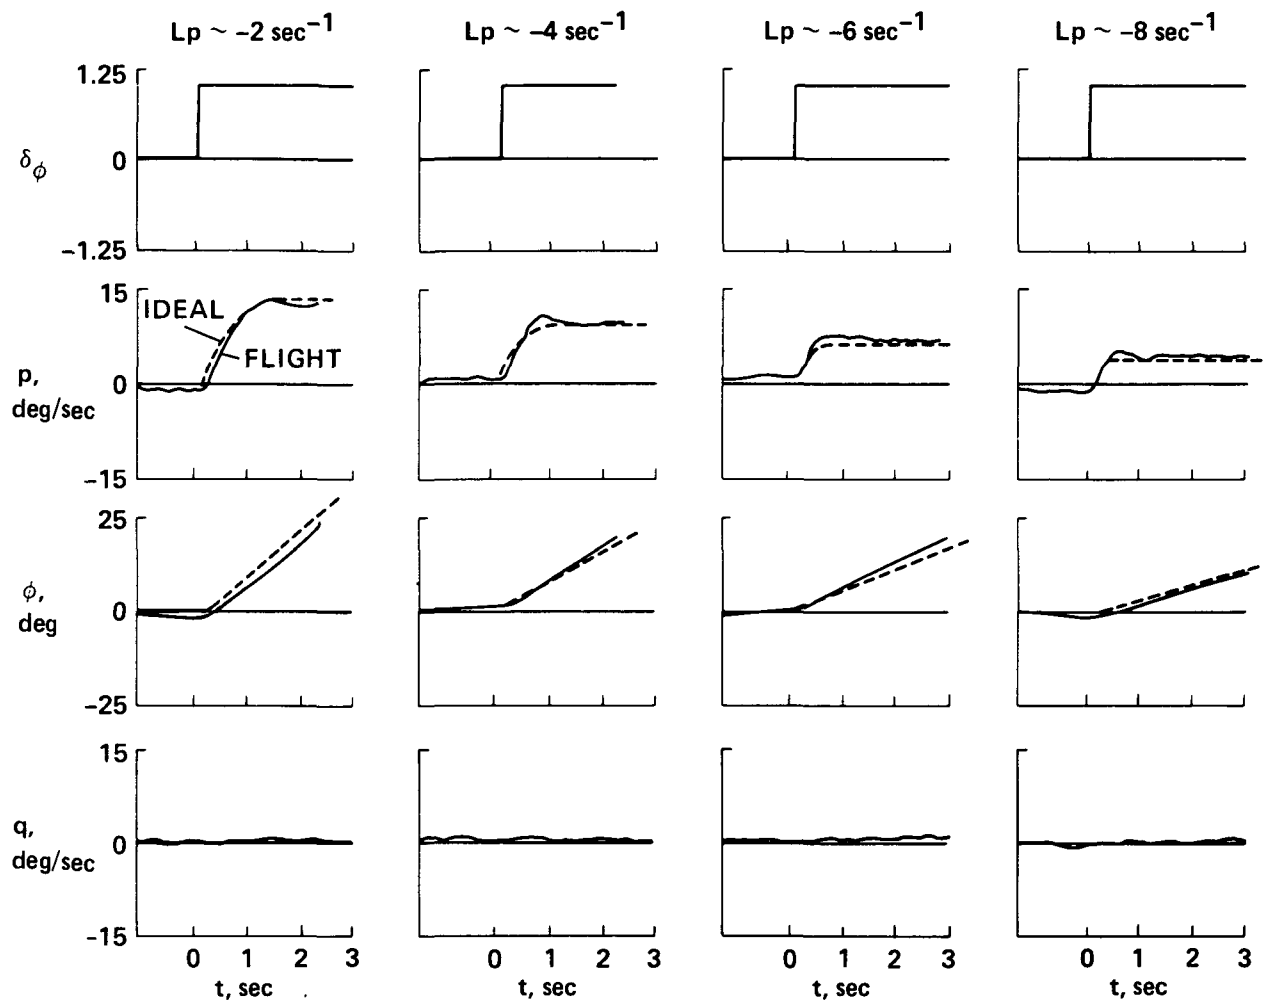 Lp ~ -2 sec⁻¹ Lp ~ -4 sec⁻¹ Lp ~ -6 sec⁻¹ Lp ~ -8 sec⁻¹
1.25
δϕ 0
-1.25
15
IDEAL
FLIGHT
p,
deg/sec
0
-15
25
ϕ,
deg
0
-25
15
q,
deg/sec
0
-15
0 1 2 3 0 1 2 3 0 1 2 3 0 1 2 3
t, sec t, sec t, sec t, sec